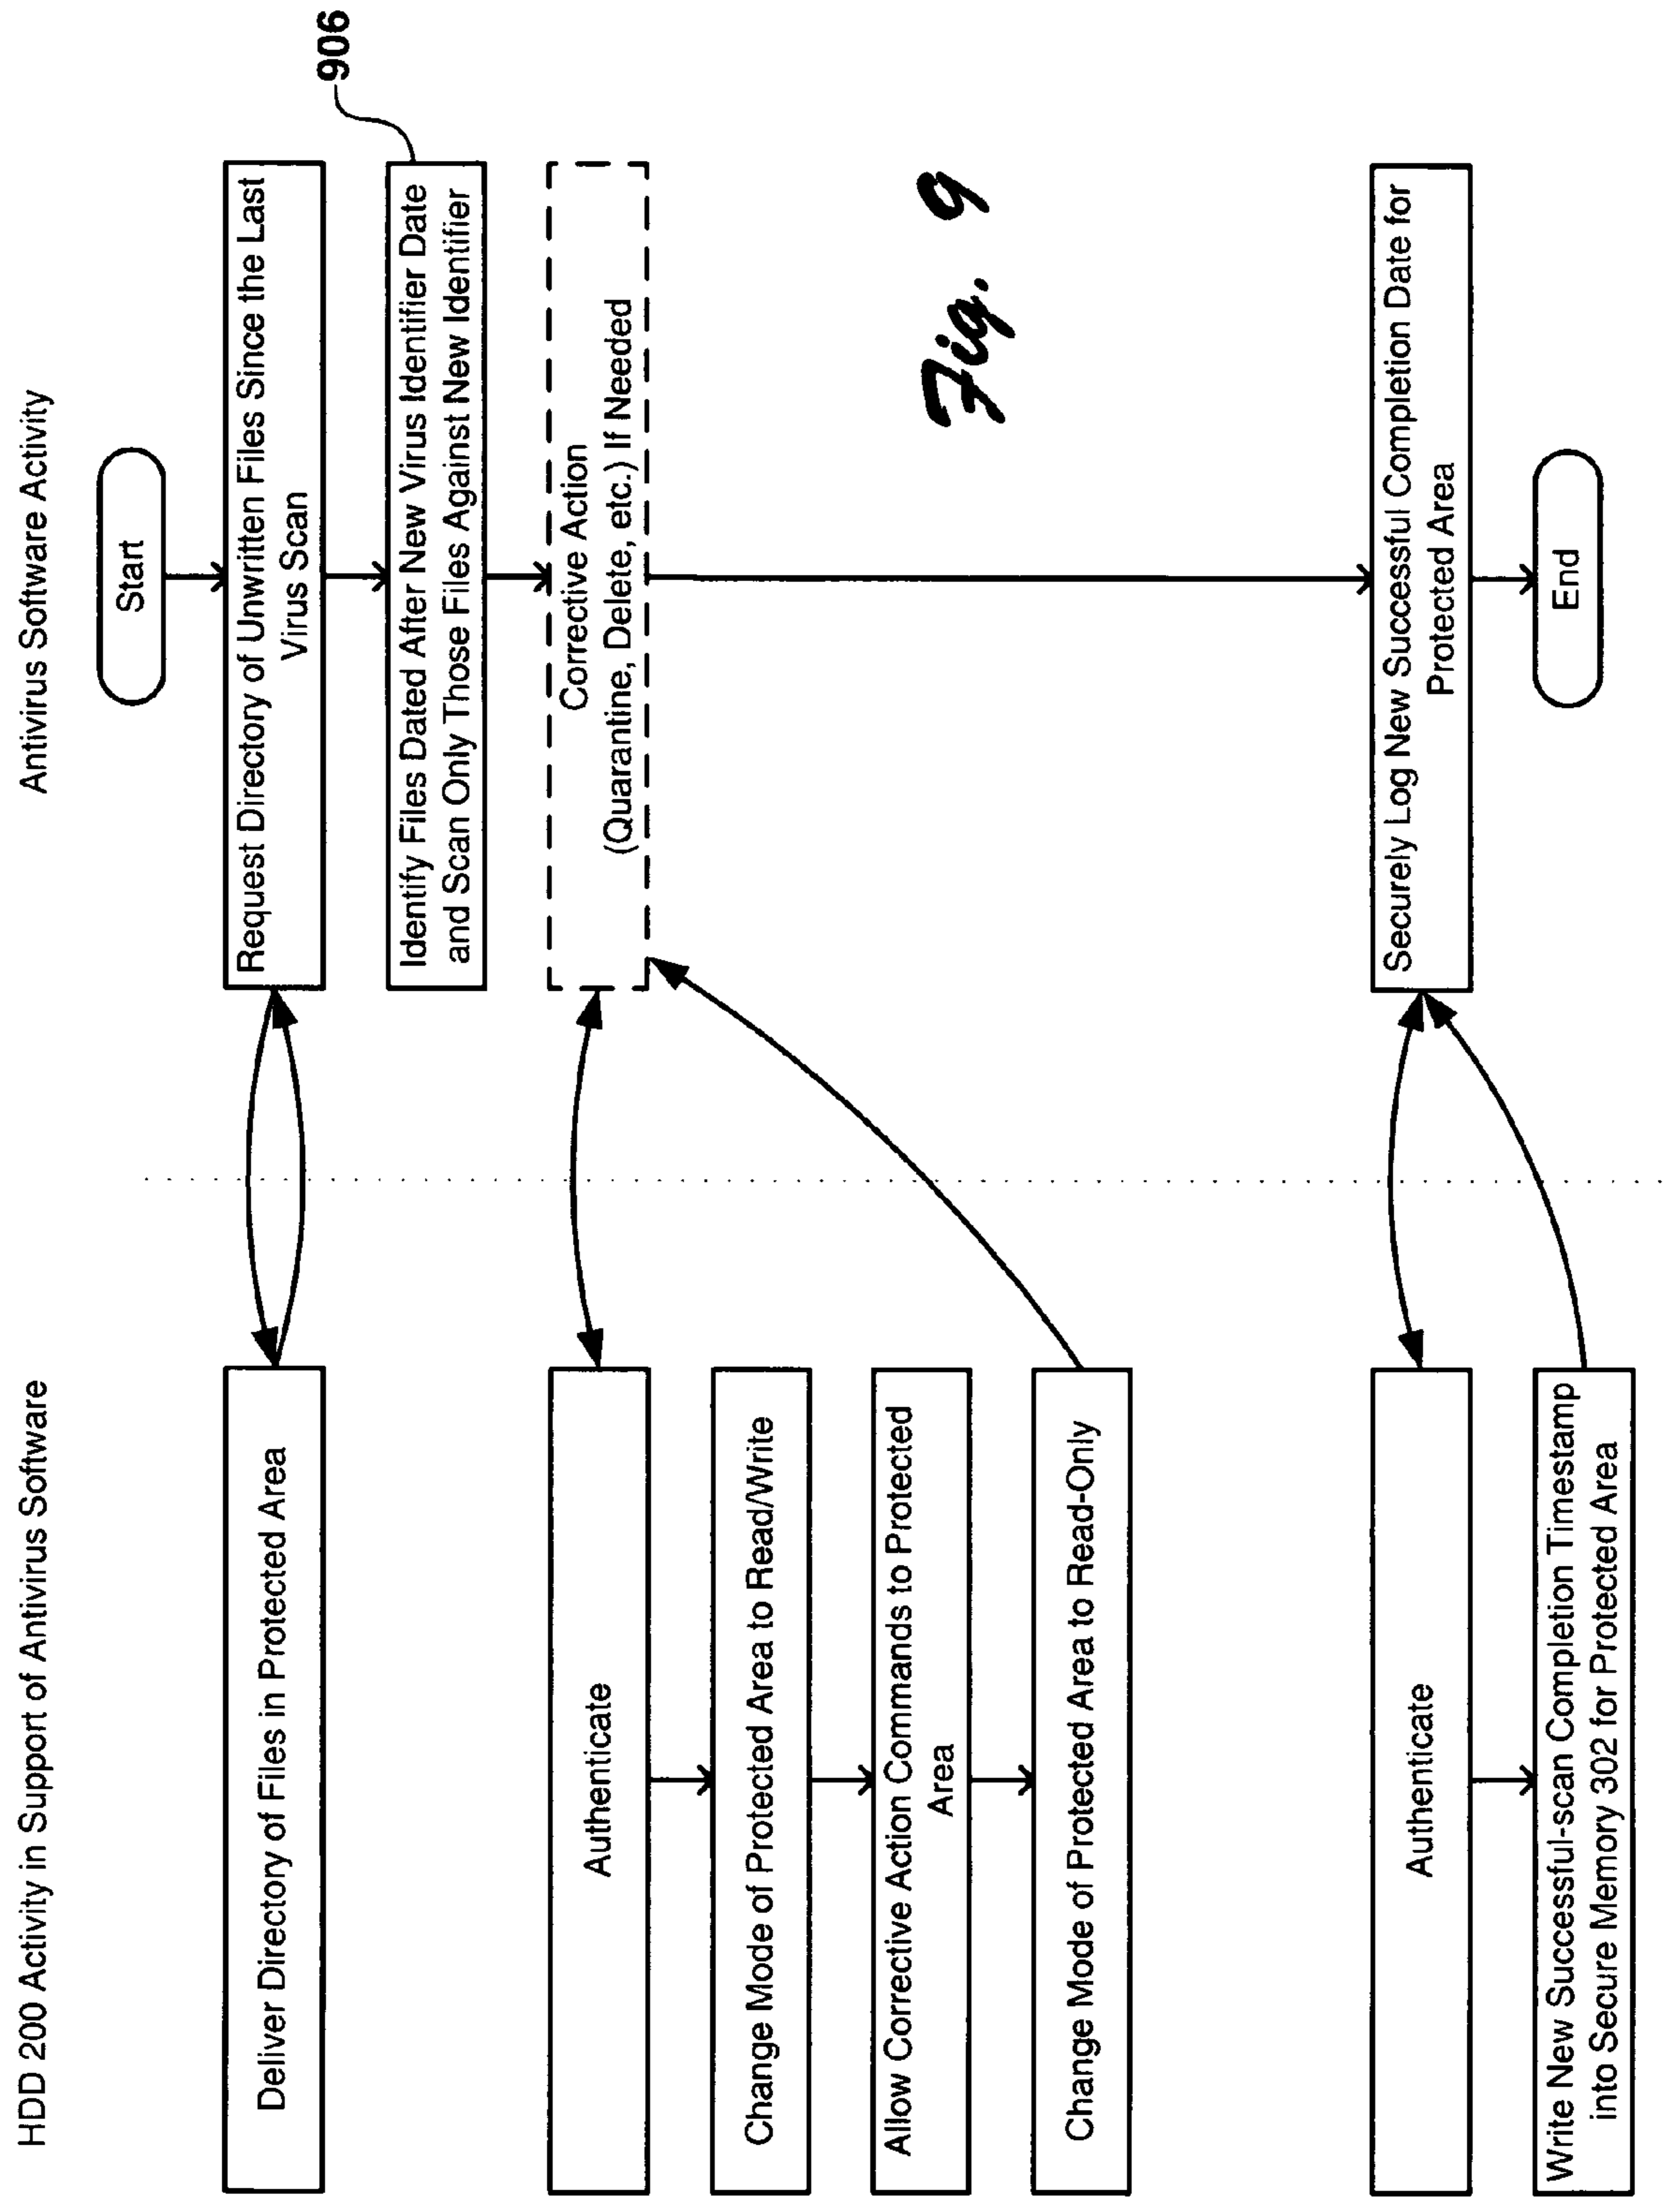 HDD 200 Activity in Support of Antivirus Software
Antivirus Software Activity
Start
Deliver Directory of Files in Protected Area
Request Directory of Unwritten Files Since the Last
Virus Scan
Identify Files Dated After New Virus Identifier Date
and Scan Only Those Files Against New Identifier
906
Authenticate
Corrective Action
(Quarantine, Delete, etc.) If Needed
Change Mode of Protected Area to Read/Write
Allow Corrective Action Commands to Protected
Area
Change Mode of Protected Area to Read-Only
Fig. 9
Authenticate
Securely Log New Successful Completion Date for
Protected Area
Write New Successful-scan Completion Timestamp
into Secure Memory 302 for Protected Area
End